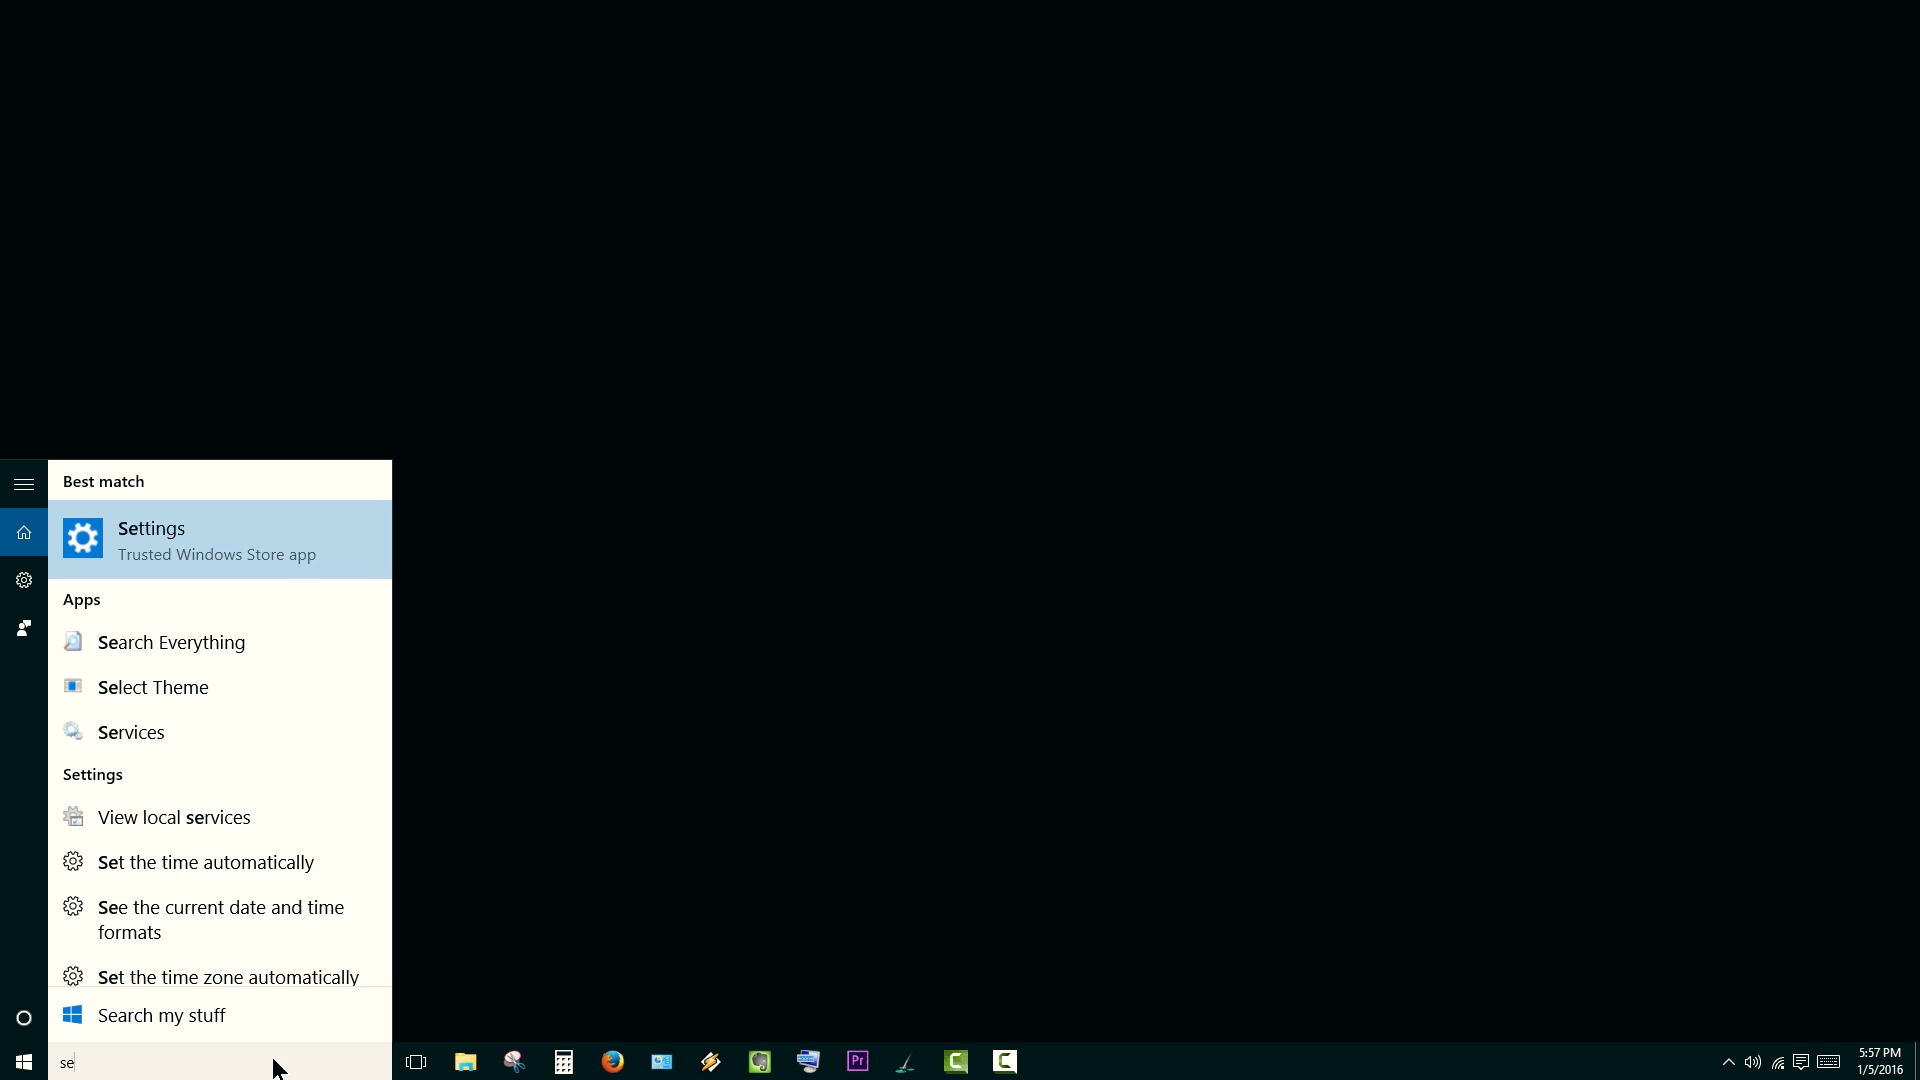 Best match
Settings
Trusted Windows Store app
Apps
Search Everything
Select Theme
Services
Settings
View local services
Set the time automatically
See the current date and time
formats
Set the time zone automatically
Search my stuff
se
Pr
C
C
5:57 PM
1/5/2016